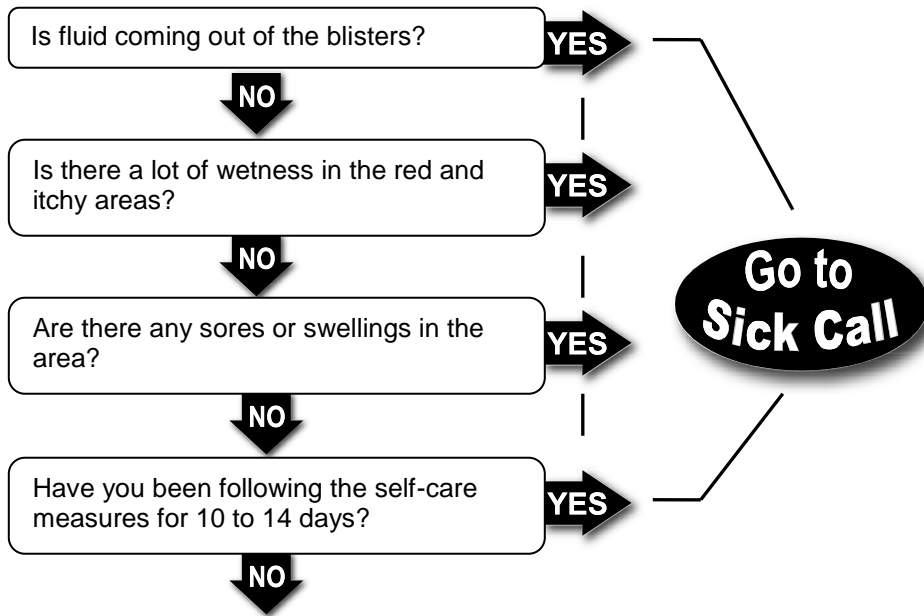 Is fluid coming out of the blisters?
YES
NO
Is there a lot of wetness in the red and
itchy areas?
YES
NO
Are there any sores or swellings in the
area?
YES
NO
Have you been following the self-care
measures for 10 to 14 days?
YES
NO
Go to
Sick Call